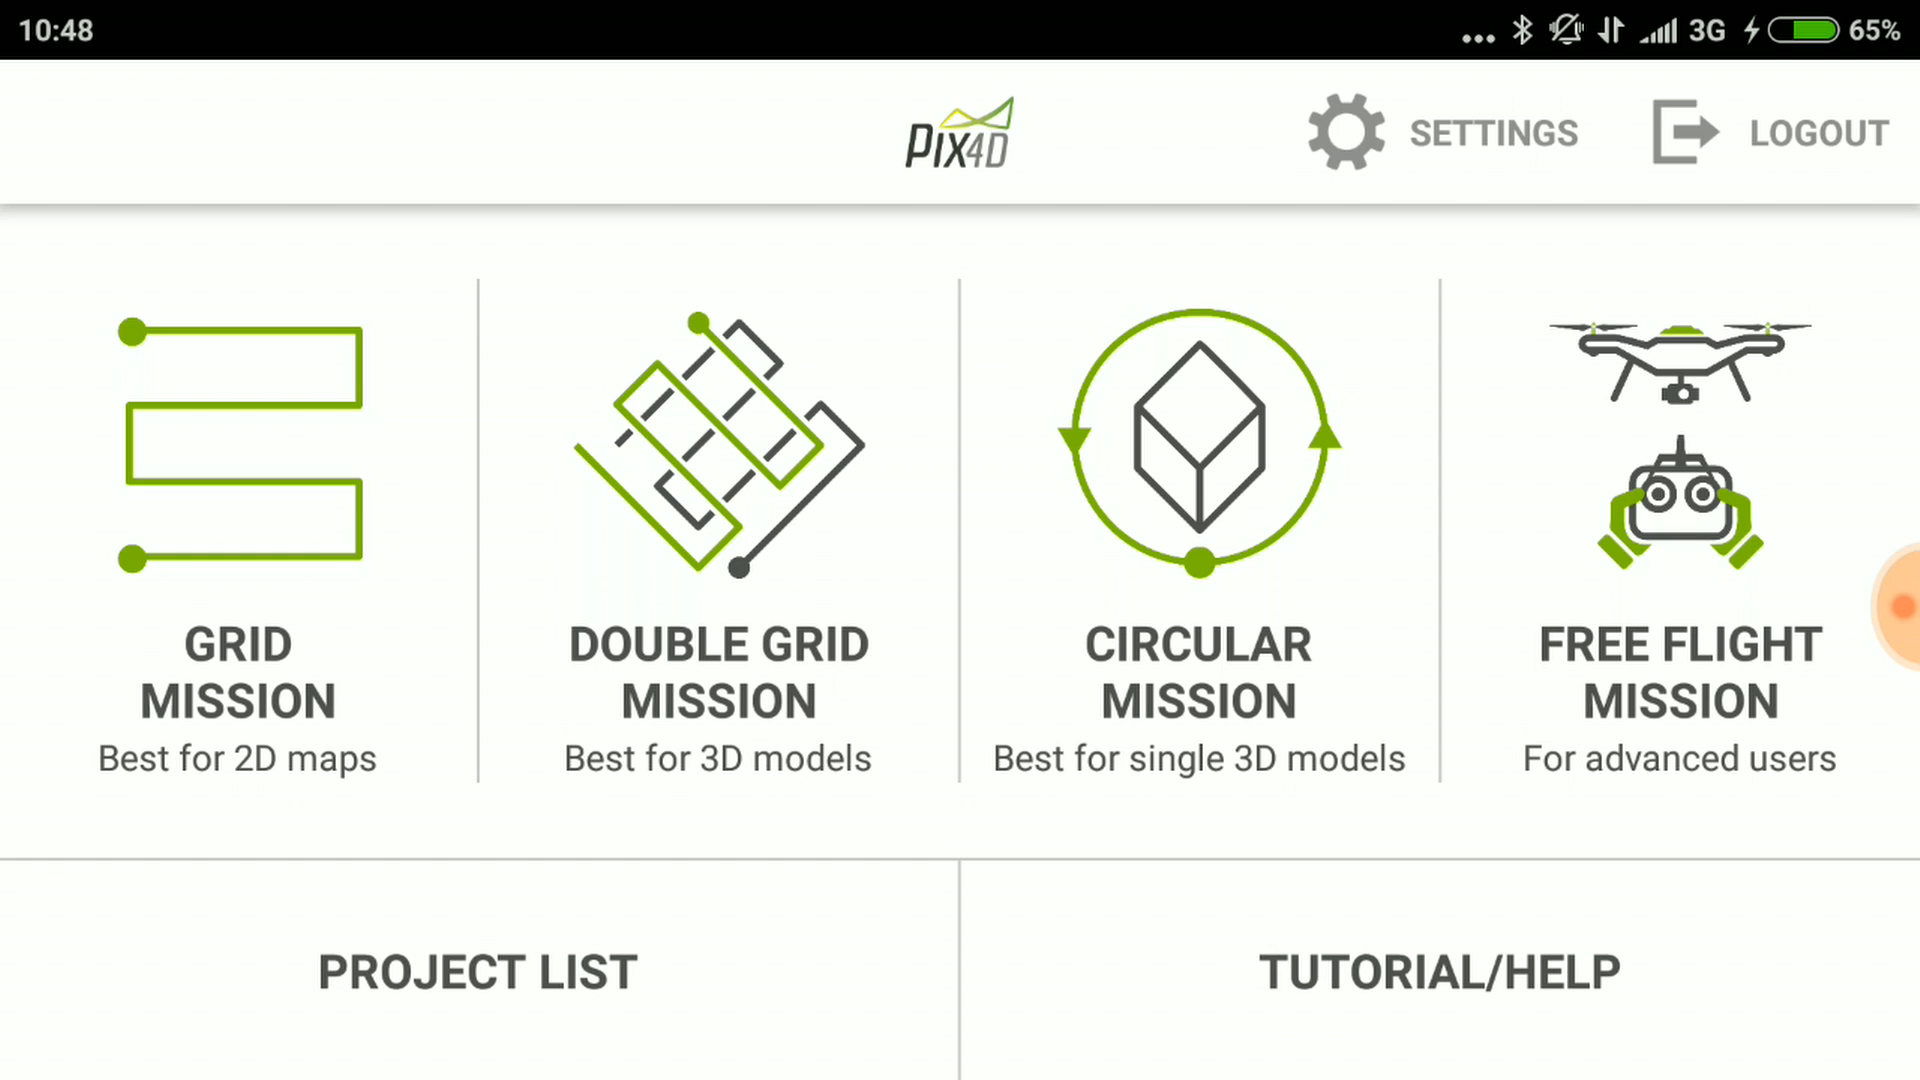 10:48
3G
65%
PIX4D
SETTINGS
LOGOUT
GRID
MISSION
Best for 2D maps
DOUBLE GRID
MISSION
Best for 3D models
CIRCULAR
MISSION
Best for single 3D models
FREE FLIGHT
MISSION
For advanced users
PROJECT LIST
TUTORIAL/HELP